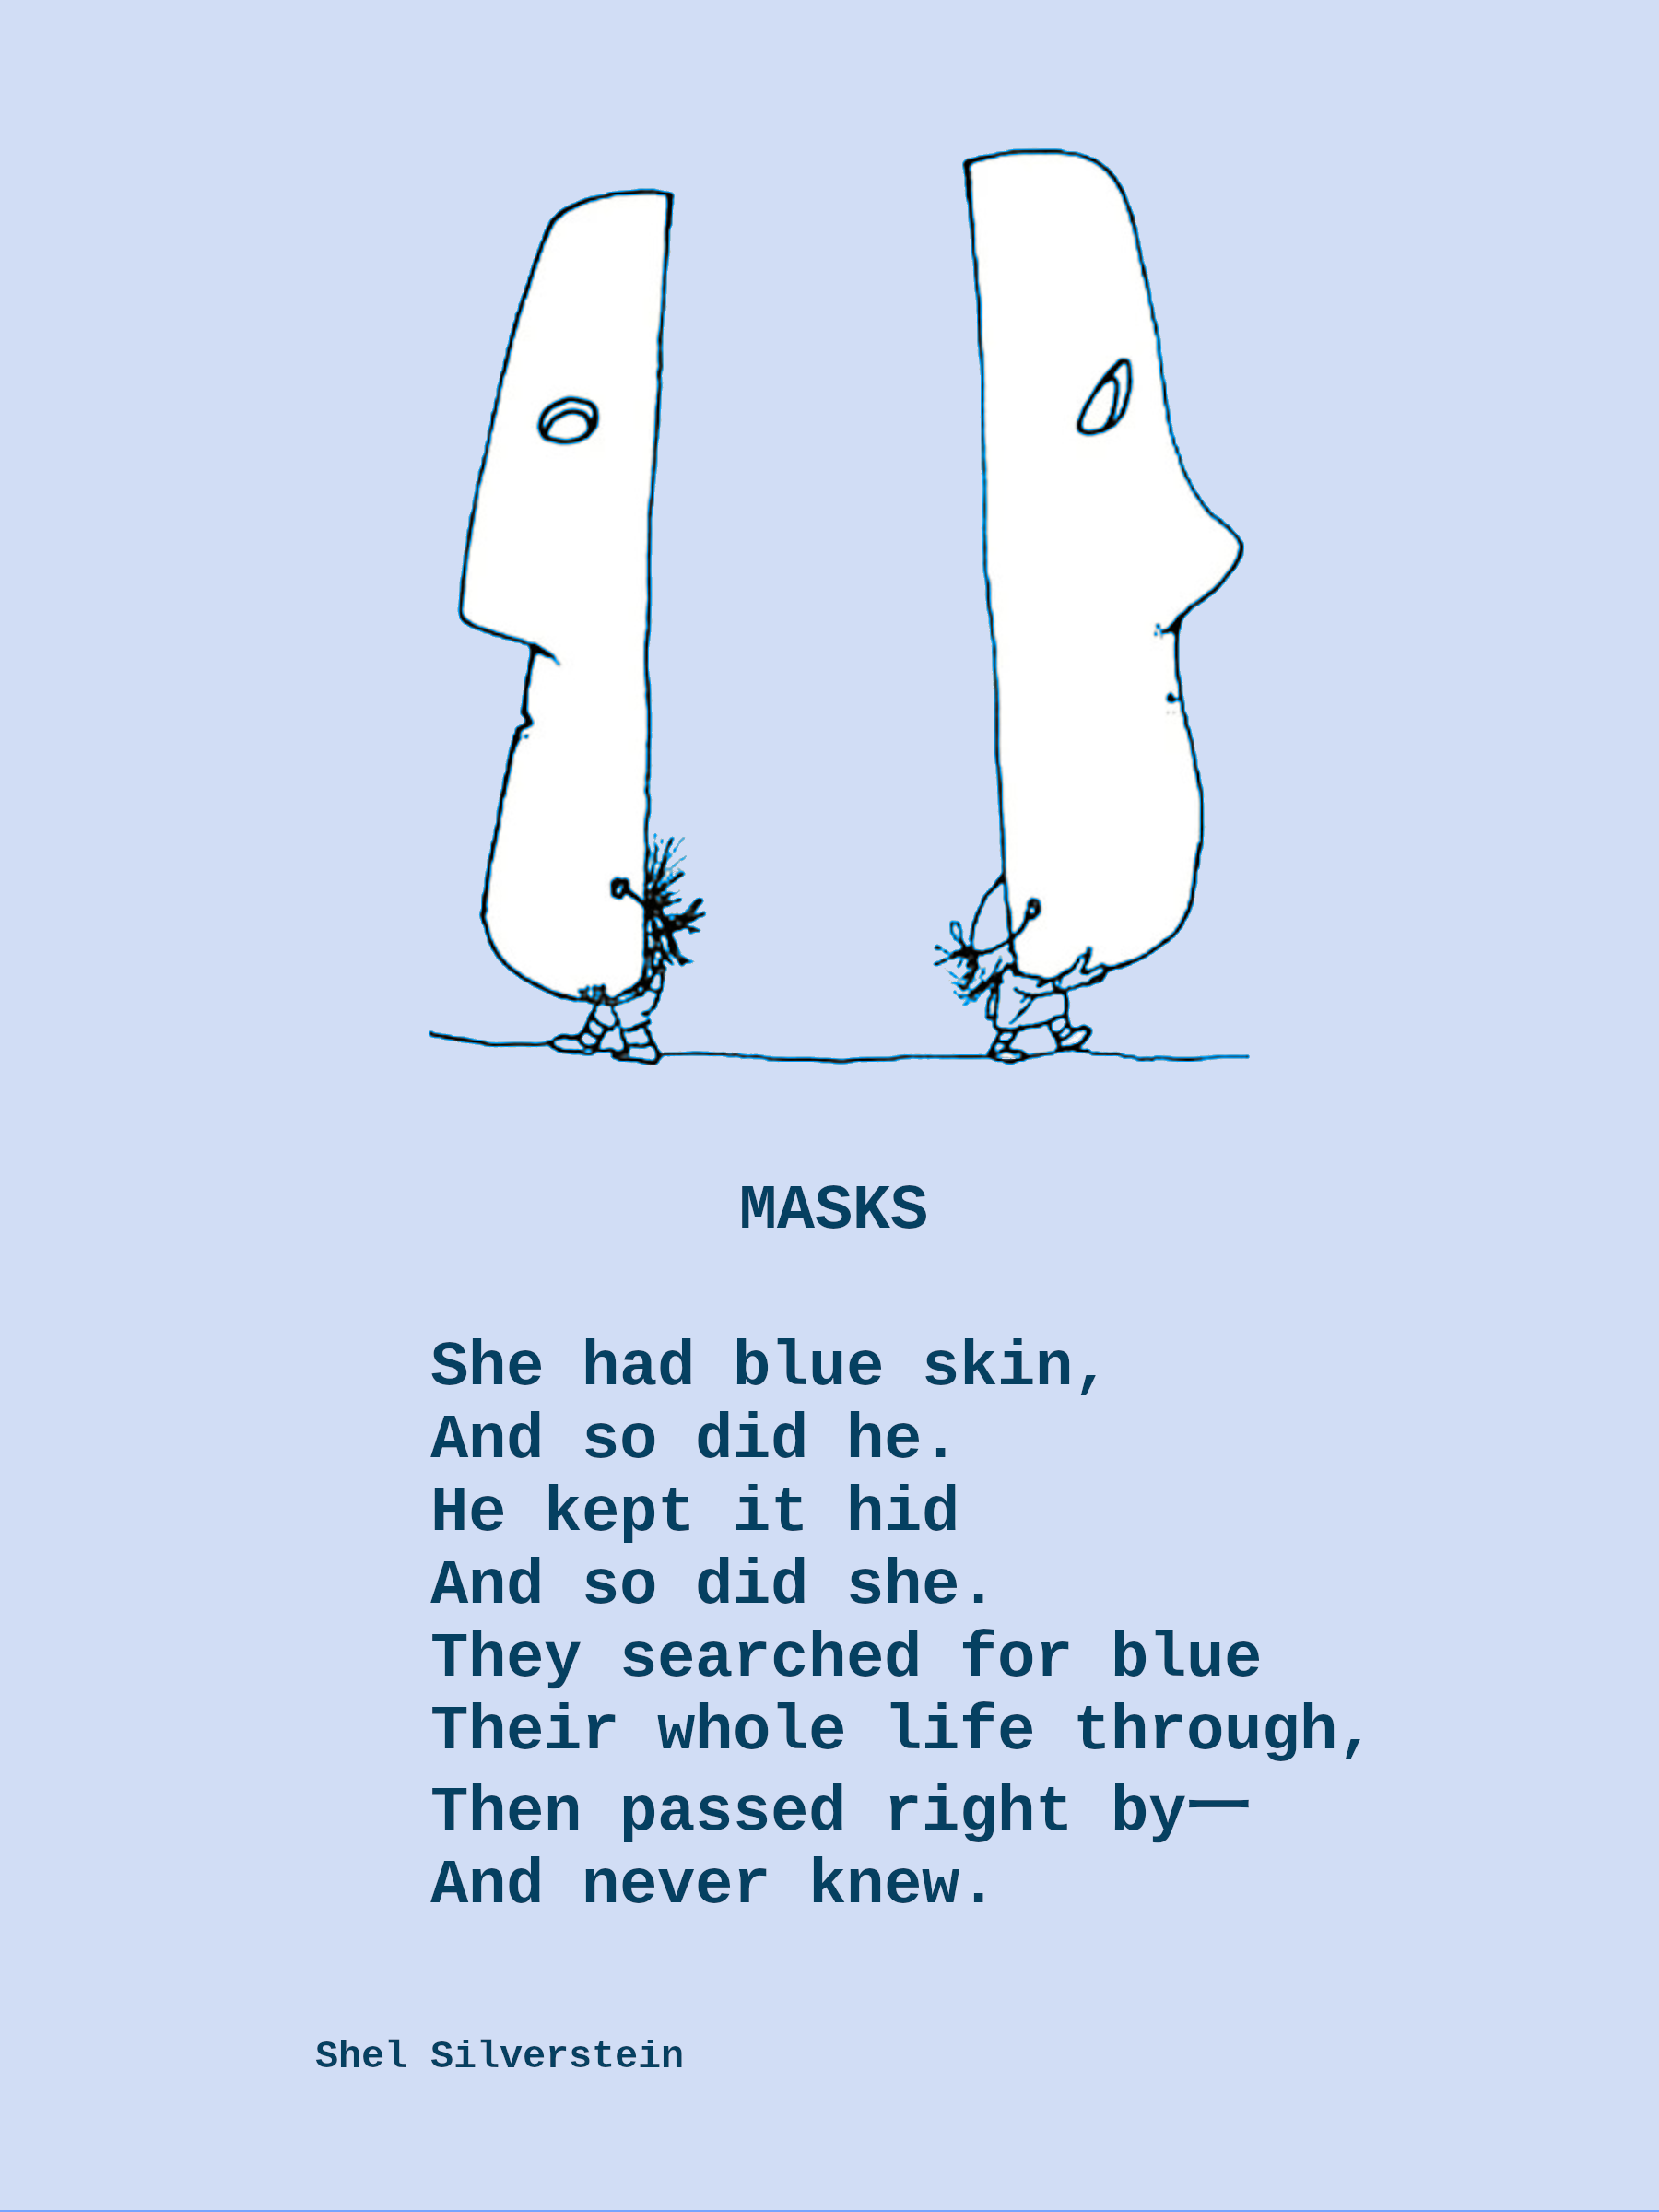 MASKS
She had blue skin,
And so did he.
He kept it hid
And so did she.
They searched for blue
Their whole life through,
Then passed right by—
And never knew.
Shel Silverstein